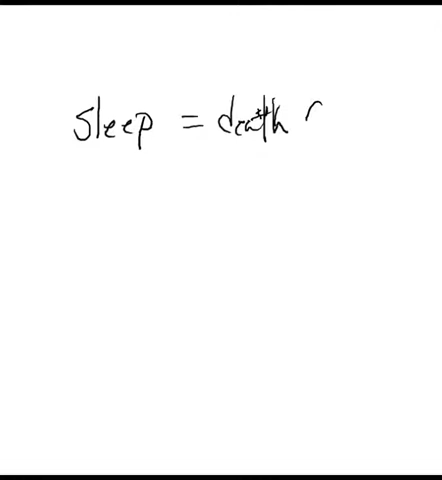 sleep = death